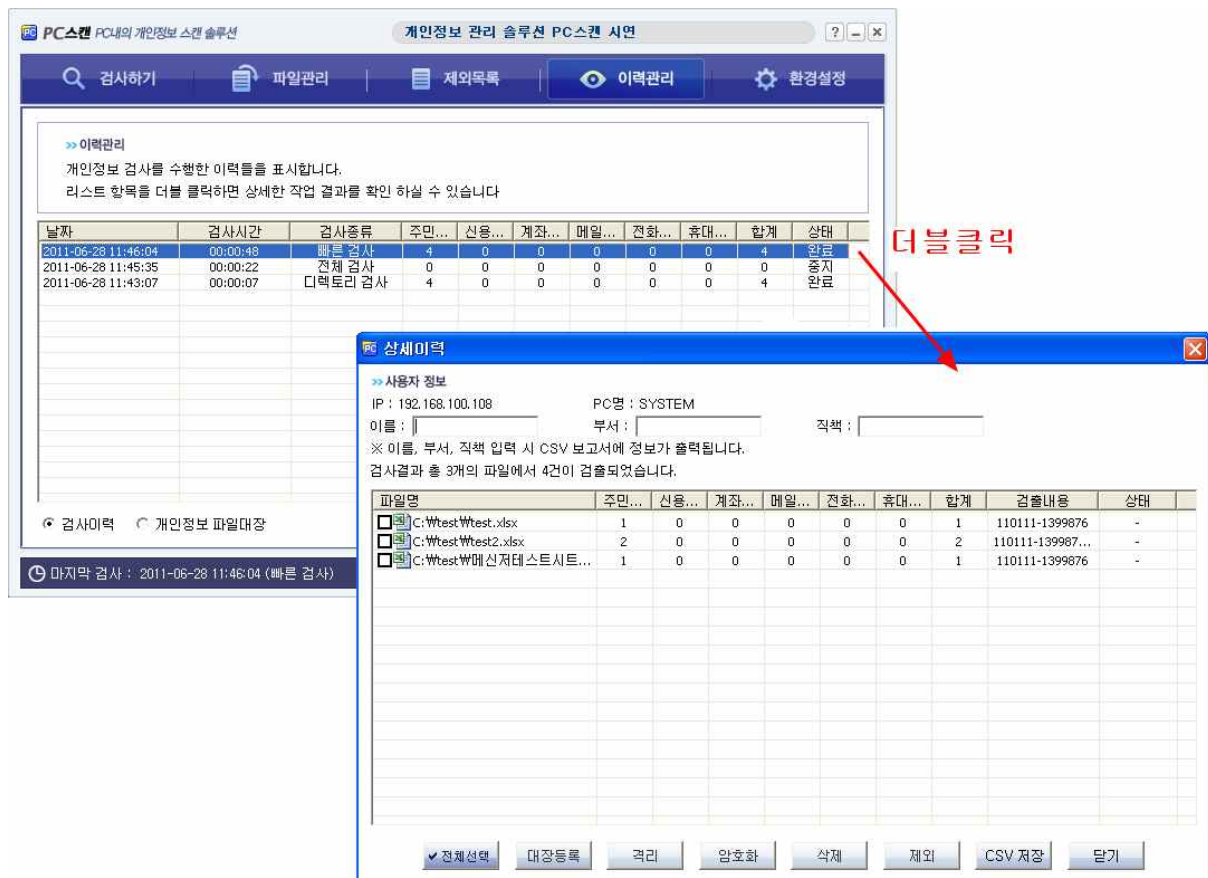 PC스캔 PC내의 개인정보 스캔 솔루션 개인정보 관리 솔루션 PC스캔 시연
검사하기 파일관리 제외목록 이력관리 환경설정
이력관리
개인정보 검사를 수행한 이력들을 표시합니다.
리스트 항목을 더블 클릭하면 상세한 작업 결과를 확인 하실 수 있습니다
날짜 검사시간 검사종류 주민... 신용... 계좌... 메일... 전화... 휴대... 합계 상태
2011-06-28 11:46:04 00:00:48 빠른 검사 4 0 0 0 0 0 4 완료
2011-06-28 11:45:35 00:00:22 전체 검사 0 0 0 0 0 0 0 중지
2011-06-28 11:43:07 00:00:07 디렉토리 검사 4 0 0 0 0 0 4 완료
더블클릭
검사이력 개인정보 파일대장
마지막 검사 : 2011-06-28 11:46:04 (빠른 검사)
상세이력
사용자 정보
IP : 192.168.100.108 PC명 : SYSTEM
이름 : 부서 : 직책 :
※ 이름, 부서, 직책 입력 시 CSV 보고서에 정보가 출력됩니다.
검사결과 총 3개의 파일에서 4건이 검출되었습니다.
파일명 주민... 신용... 계좌... 메일... 전화... 휴대... 합계 검출내용 상태
C:₩test₩test.xlsx 1 0 0 0 0 0 1 110111-1399876 -
C:₩test₩test2.xlsx 2 0 0 0 0 0 2 110111-139987... -
C:₩test₩메신저테스트시트... 1 0 0 0 0 0 1 110111-1399876 -
전체선택 대장등록 격리 암호화 삭제 제외 CSV 저장 닫기